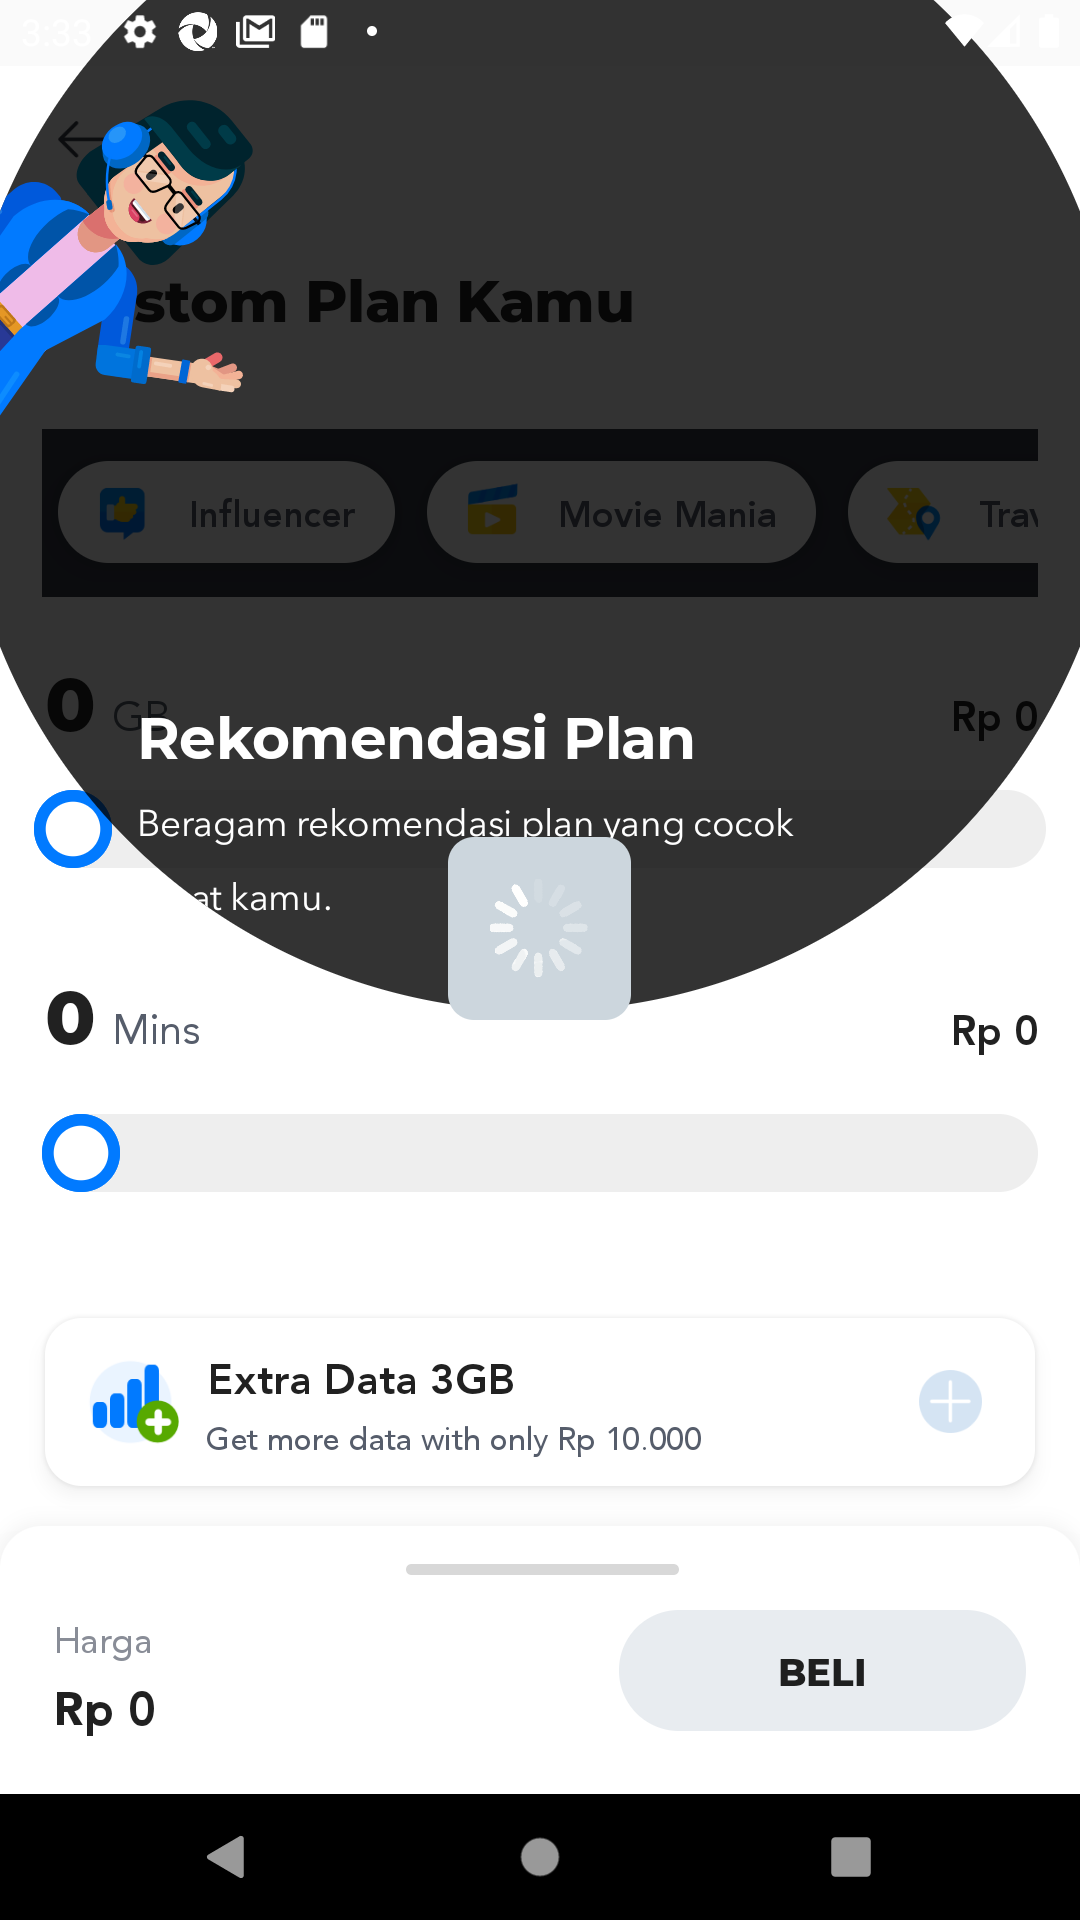 3:33
stom Plan Kamu
Influencer
Movie Mania
Trav
0 GB
Rp 0
Rekomendasi Plan
Beragam rekomendasi plan yang cocok
at kamu.
0 Mins
Rp 0
Extra Data 3GB
Get more data with only Rp 10.000
Harga
Rp 0
BELI